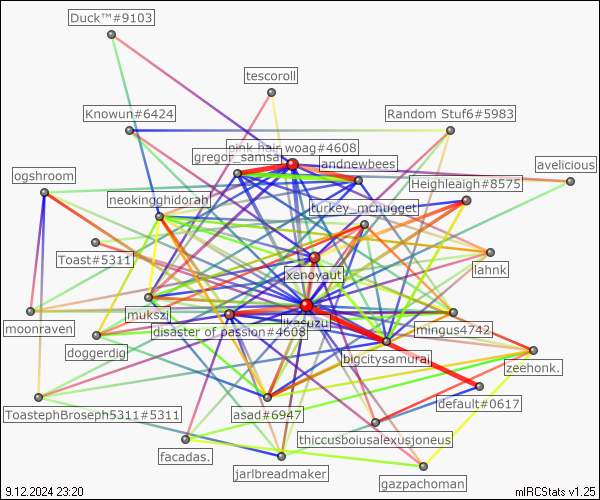 Duck™#9103
tescoroll
Knowun#6424
Random Stuf6#5983
pink hair woag#4608
gregor_samsa
andnewbees
avelicious
ogshroom
Heighleaigh#8575
neokingghidorah
turkey_mcnugget
Toast#5311
xenoyaut
lahnk
mukszi
moonraven
ikasuzu
disaster of passion#4608
mingus4742
doggerdig
bigcitysamurai
zeehonk.
default#0617
ToastephBroseph5311#5311
asad#6947
thiccusboiusalexusjoneus
facadas.
jarlbreadmaker
gazpachoman
9.12.2024 23:20
mIRCStats v1.25